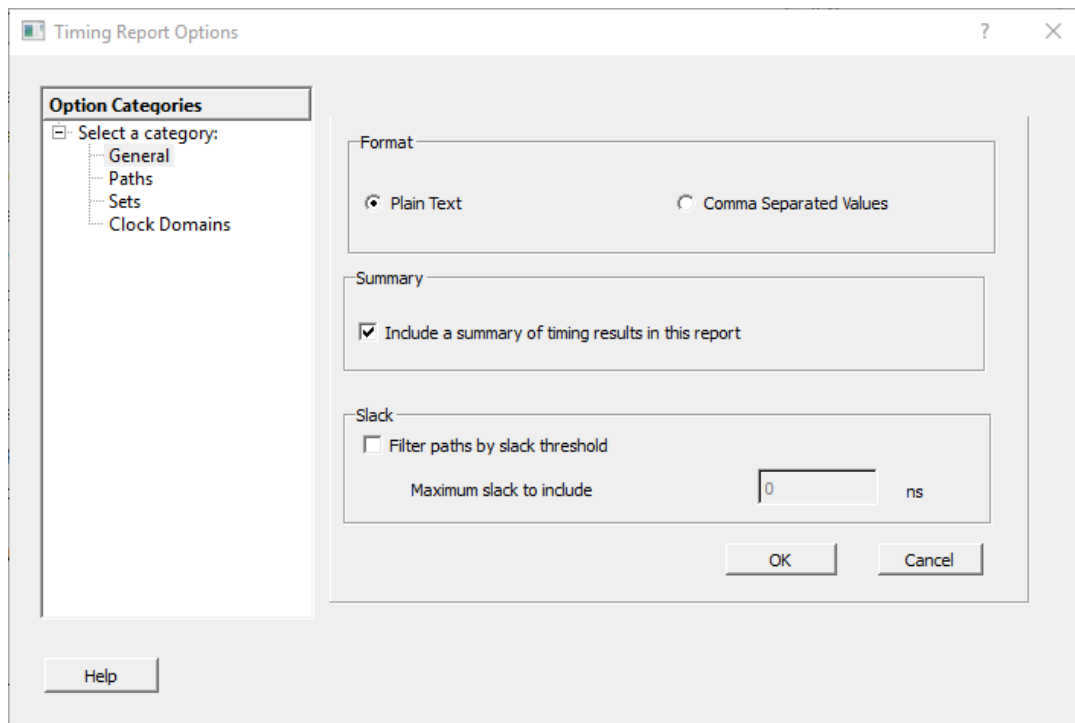 Timing Report Options
?
Option Categories
Select a category:
General
Paths
Sets
Clock Domains
Format
Plain Text
Comma Separated Values
Summary
Include a summary of timing results in this report
Slack
Filter paths by slack threshold
Maximum slack to include
0
ns
OK
Cancel
Help